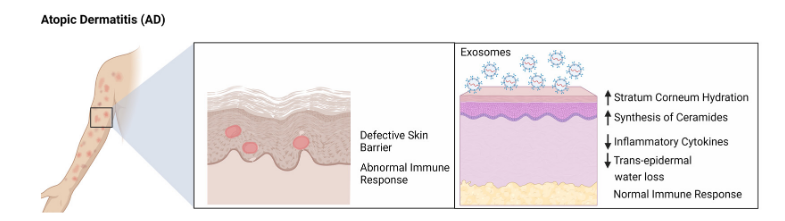 Atopic Dermatitis (AD)
Exosomes
Defective Skin
Barrier
Abnormal Immune
Response
Stratum Corneum Hydration
Synthesis of Ceramides
Inflammatory Cytokines
Trans-epidermal
water loss
Normal Immune Response